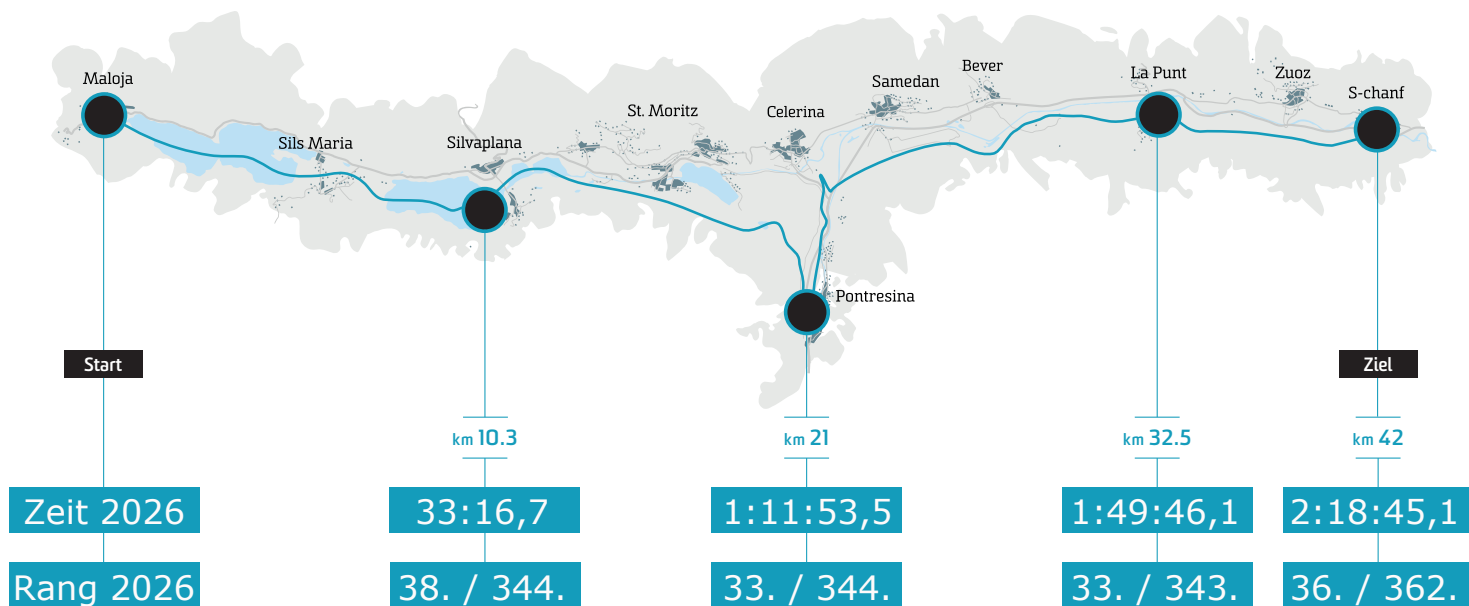 Maloja
Sils Maria
Silvaplana
St. Moritz
Celerina
Samedan
Bever
La Punt
Zuoz
S-chanf
Pontresina
Start
Ziel
km 10.3
km 21
km 32.5
km 42
Zeit 2026
33:16,7
1:11:53,5
1:49:46,1
2:18:45,1
Rang 2026
38. / 344.
33. / 344.
33. / 343.
36. / 362.